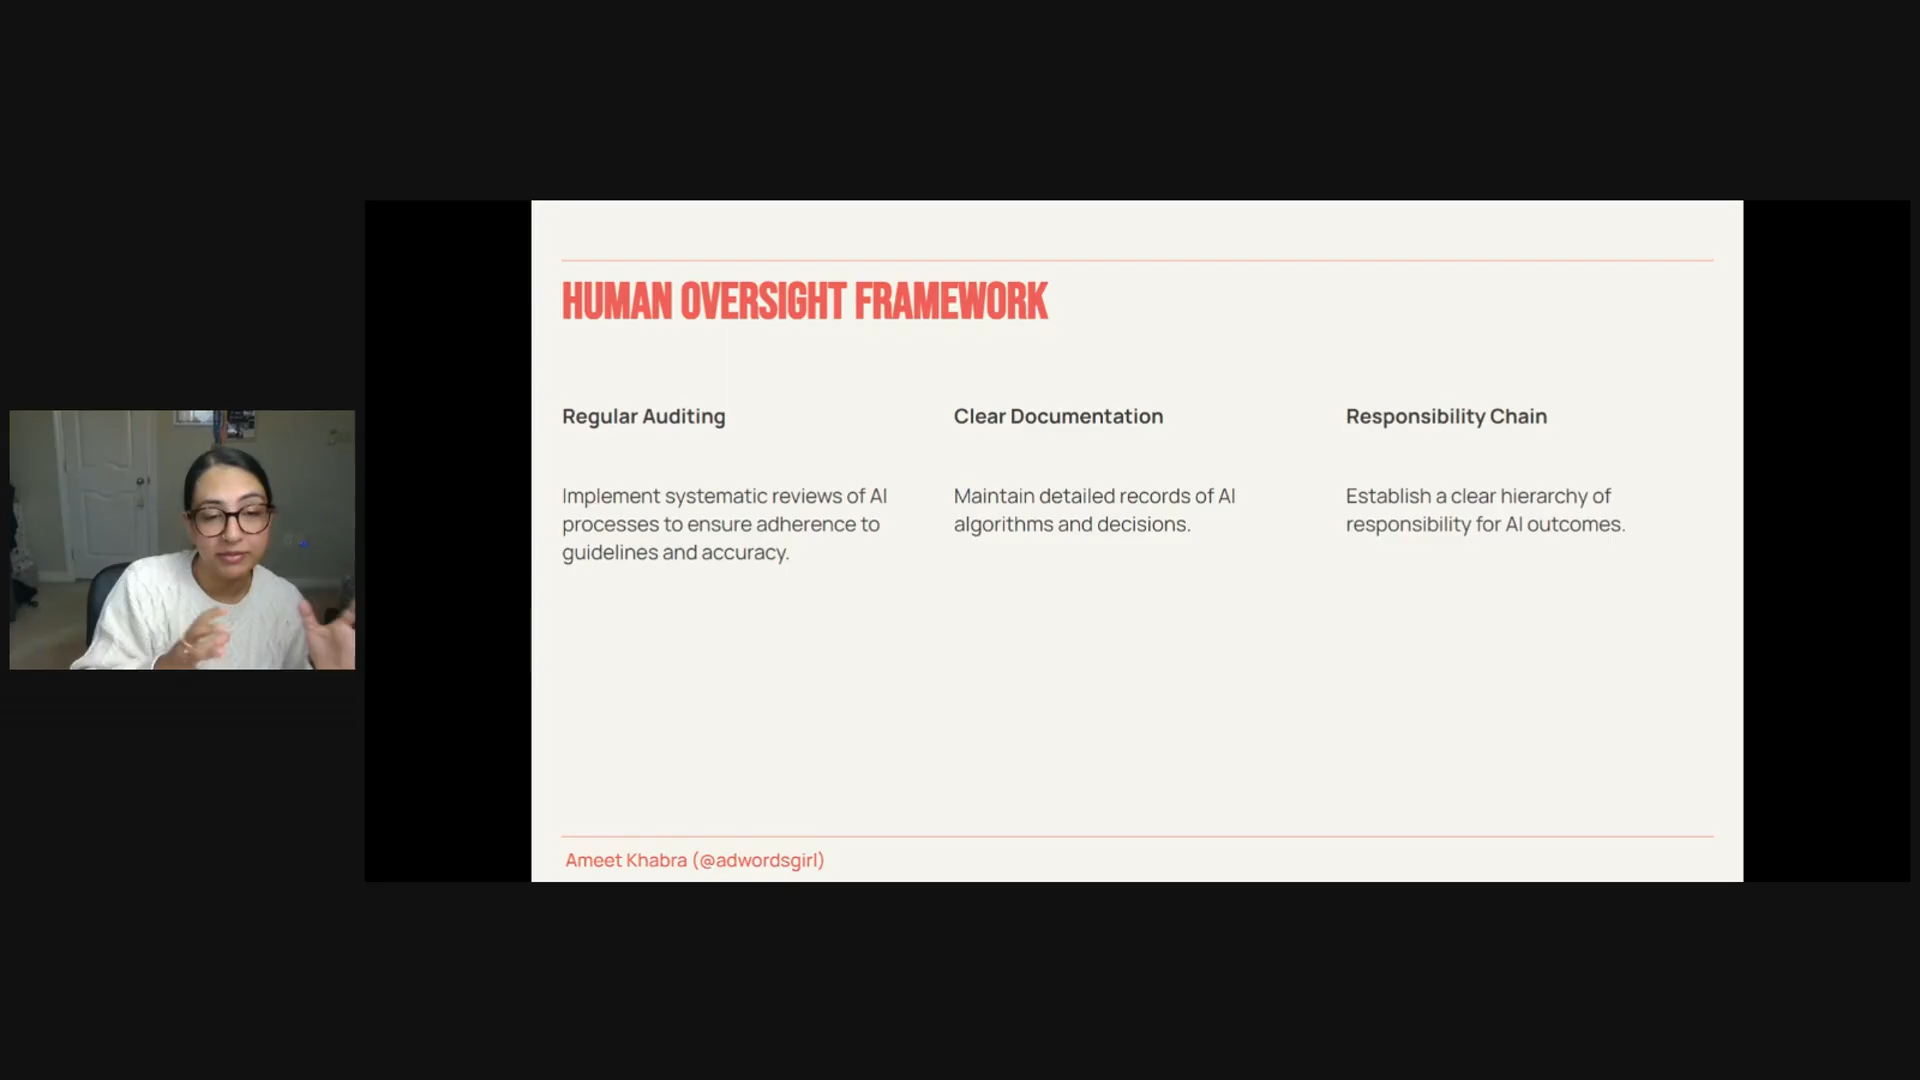 HUMAN OVERSIGHT FRAMEWORK
Regular Auditing
Implement systematic reviews of AI
processes to ensure adherence to
guidelines and accuracy.
Clear Documentation
Maintain detailed records of AI
algorithms and decisions.
Responsibility Chain
Establish a clear hierarchy of
responsibility for AI outcomes.
Ameet Khabra (@adwordsgirl)